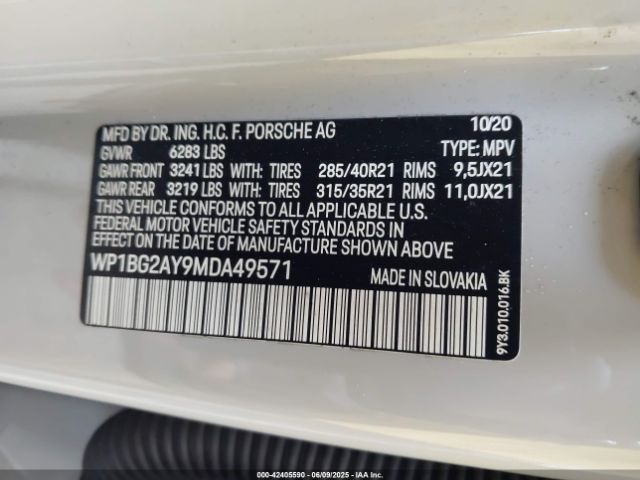 MFD BY DR. ING. H.C. F. PORSCHE AG 10/20
GVWR 6283 LBS TYPE: MPV
GAWR FRONT 3241 LBS WITH: TIRES 285/40R21 RIMS 9,5JX21
GAWR REAR 3219 LBS WITH: TIRES 315/35R21 RIMS 11,0JX21
THIS VEHICLE CONFORMS TO ALL APPLICABLE U.S.
FEDERAL MOTOR VEHICLE SAFETY STANDARDS IN
EFFECT ON THE DATE OF MANUFACTURE SHOWN ABOVE
WP1BG2AY9MDA49571 MADE IN SLOVAKIA
9Y3.010.016.BK
000-42405590 - 06/09/2025 - IAA Inc.